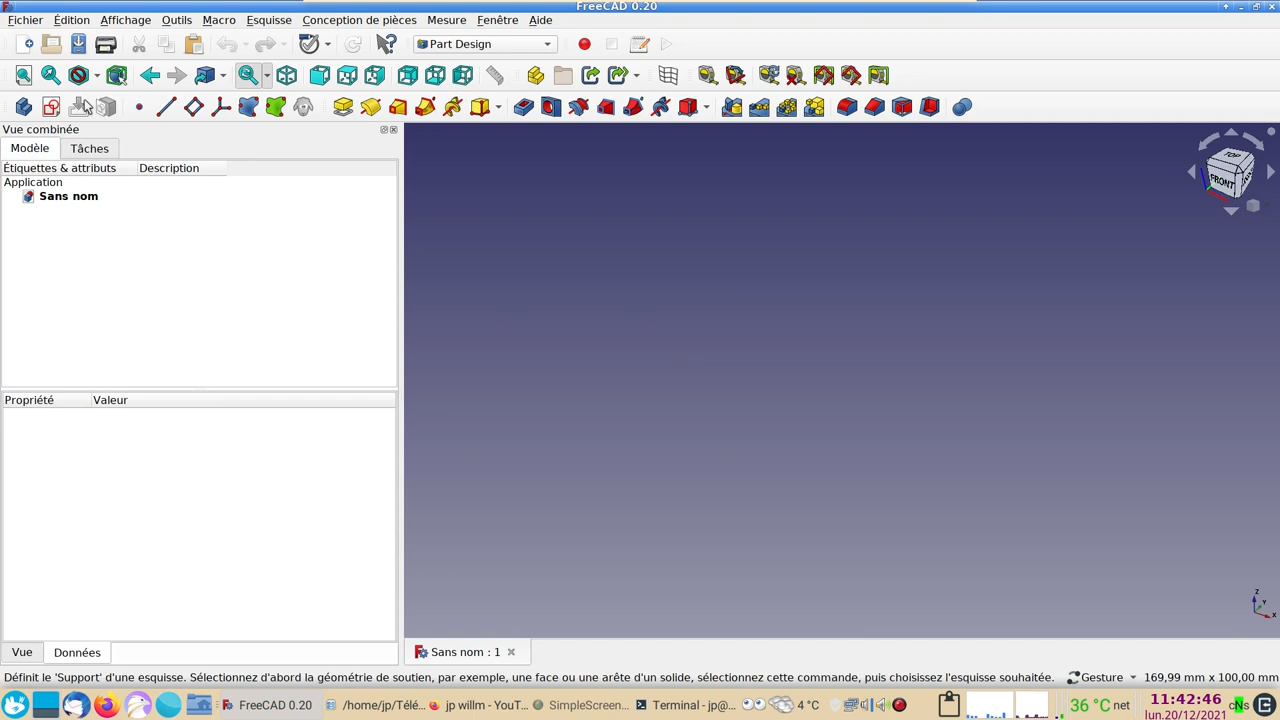 FreeCAD 0.20
Fichier Édition Affichage Outils Macro Esquisse Conception de pièces Mesure Fenêtre Aide
Part Design
Vue combinée
Modèle Tâches
Étiquettes & attributs Description
Application
Sans nom
Propriété Valeur
TOP
FRONT
Z
Y
X
Vue Données
Sans nom : 1
Définit le 'Support' d'une esquisse. Sélectionnez d'abord la géométrie de soutien, par exemple, une face ou une arête d'un solide, sélectionnez cette commande, puis choisissez l'esquisse souhaitée. Gesture 169,99 mm x 100,00 mm
FreeCAD 0.20 /home/jp/Télé... jp willm - YouT... SimpleScreen... Terminal - jp@... 4 °C 36 °C net 11:42:46 cNs
lun.20/12/2021